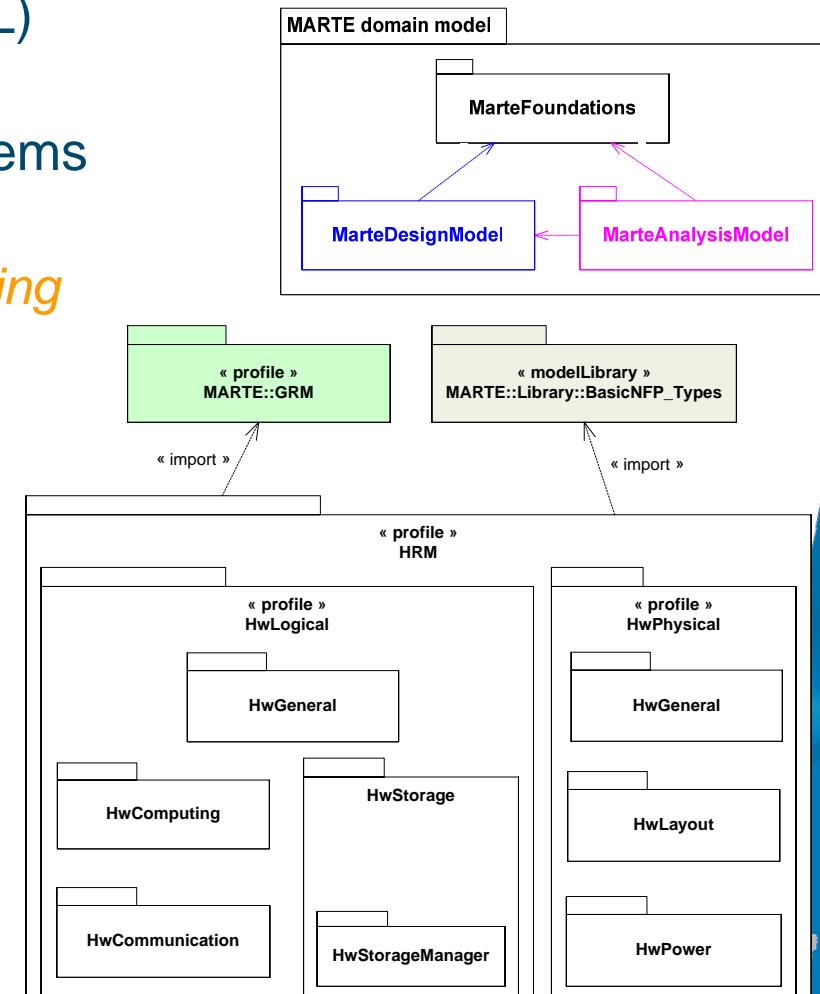 L)
ems
ing
MARTE domain model
MarteFoundations
MarteDesignModel
MarteAnalysisModel
« profile »
MARTE::GRM
« modelLibrary »
MARTE::Library::BasicNFP_Types
« import »
« import »
« profile »
HRM
« profile »
HwLogical
« profile »
HwPhysical
HwGeneral
HwGeneral
HwComputing
HwStorage
HwLayout
HwCommunication
HwStorageManager
HwPower